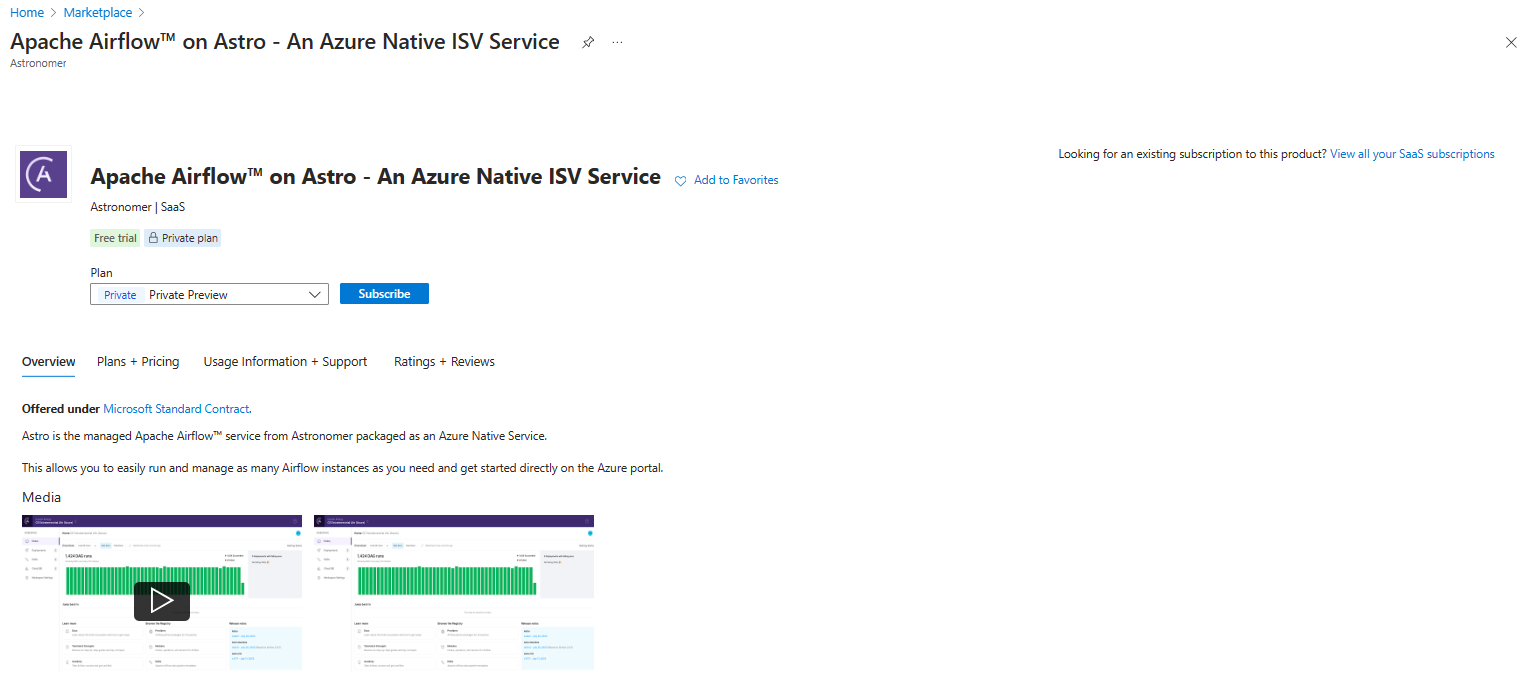 Home > Marketplace >
Apache Airflow™ on Astro - An Azure Native ISV Service ...
Astronomer
Looking for an existing subscription to this product? View all your SaaS subscriptions
Apache Airflow™ on Astro - An Azure Native ISV Service
Add to Favorites
Astronomer | SaaS
Free trial Private plan
Plan
Private Private Preview
Subscribe
Overview Plans + Pricing Usage Information + Support Ratings + Reviews
Offered under Microsoft Standard Contract.
Astro is the managed Apache Airflow™ service from Astronomer packaged as an Azure Native Service.
This allows you to easily run and manage as many Airflow instances as you need and get started directly on the Azure portal.
Media